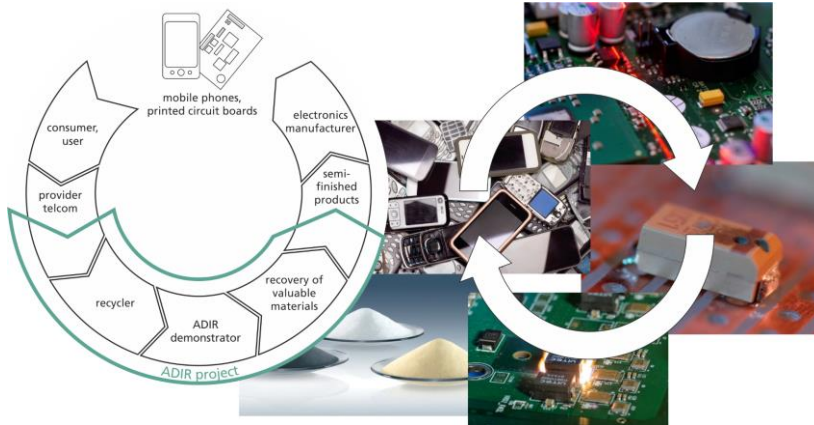 mobile phones,
printed circuit boards
consumer,
user
electronics
manufacturer
provider
telcom
semi-
finished
products
recycler
ADIR
demonstrator
recovery of
valuable
materials
ADIR project